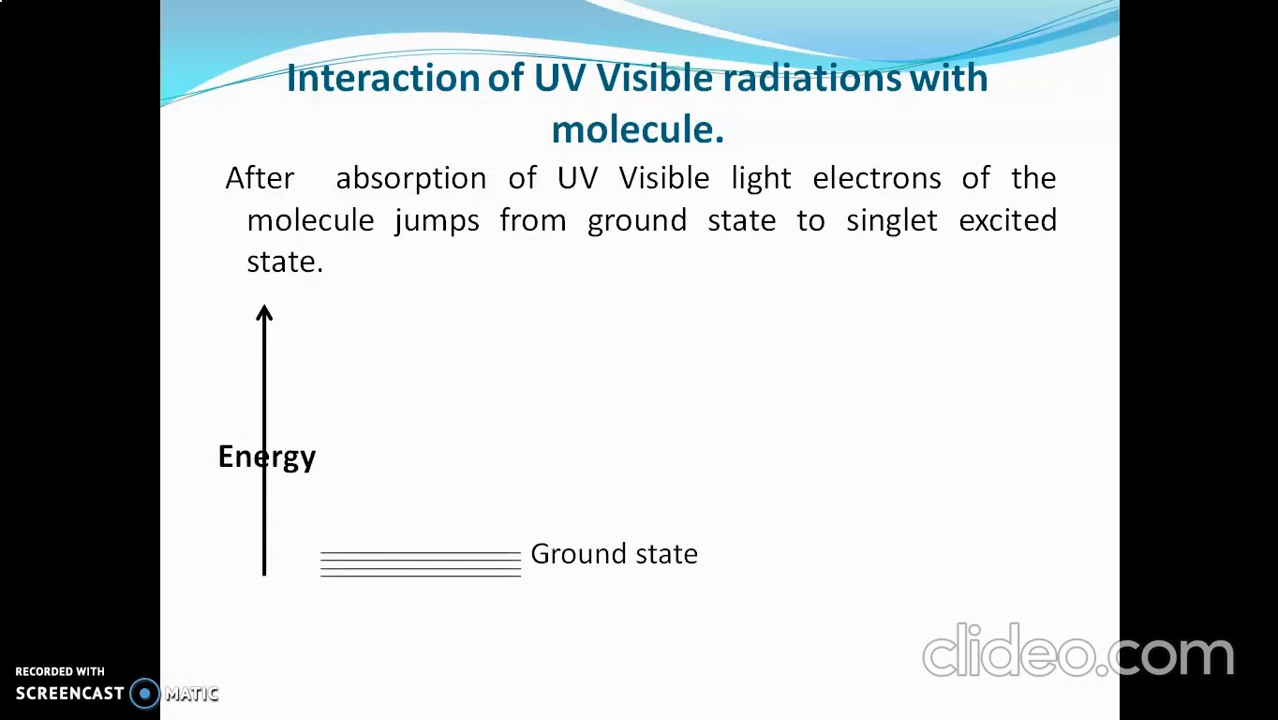 Interaction of UV Visible radiations with
molecule.
After absorption of UV Visible light electrons of the
molecule jumps from ground state to singlet excited
state.
Energy
Ground state
clideo.com
RECORDED WITH
SCREENCAST MATIC